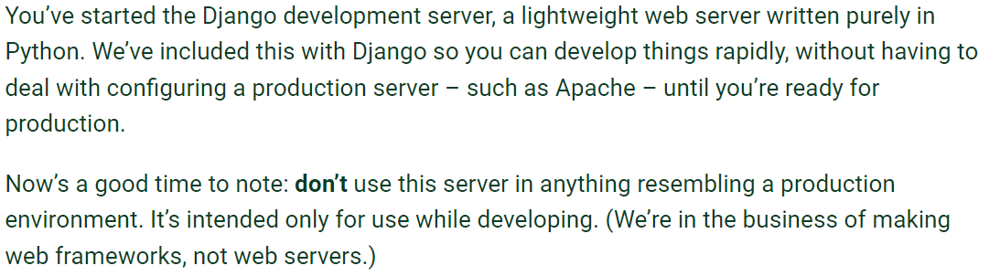 You’ve started the Django development server, a lightweight web server written purely in
Python. We’ve included this with Django so you can develop things rapidly, without having to
deal with configuring a production server – such as Apache – until you’re ready for
production.
Now’s a good time to note: don’t use this server in anything resembling a production
environment. It’s intended only for use while developing. (We’re in the business of making
web frameworks, not web servers.)